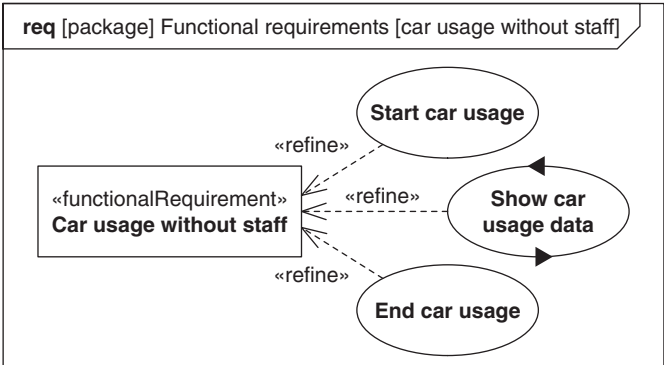 req [package] Functional requirements [car usage without staff]
Start car usage
«refine»
«functionalRequirement»
Car usage without staff
«refine»
Show car
usage data
«refine»
End car usage